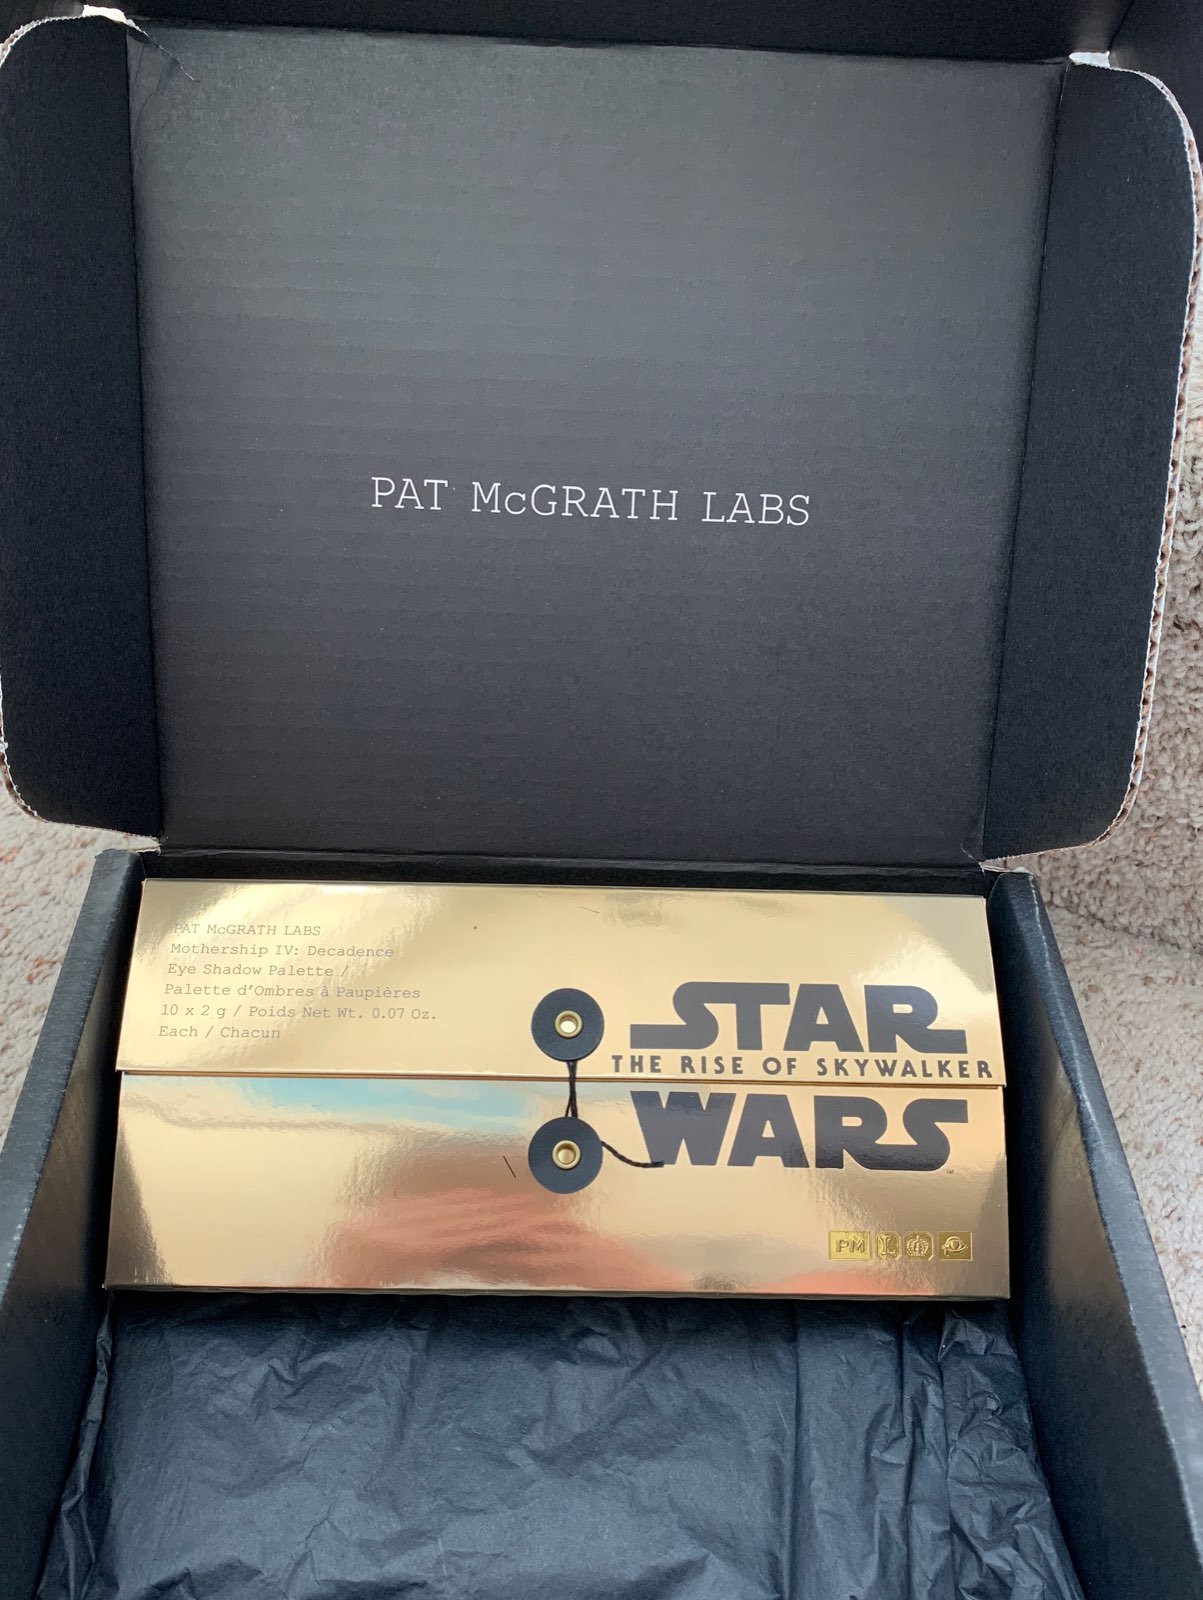 PAT McGRATH LABS
PAT McGRATH LABS
Mothership IV: Decadence
Eye Shadow Palette /
Palette d'Ombres à Paupières
10 x 2 g / Poids Net Wt. 0.07 Oz.
Each / Chacun
STAR
THE RISE OF SKYWALKER
WARS
™
PM L